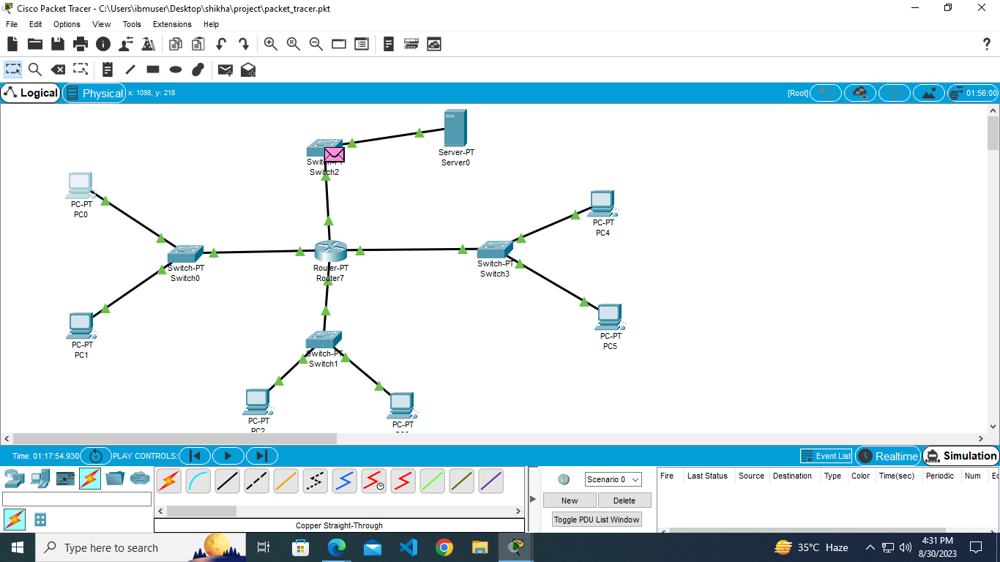 Cisco Packet Tracer - C:\Users\ibmuser\Desktop\shikha\project\packet_tracer.pkt
File Edit Options View Tools Extensions Help
Logical Physical x: 1098, y: 218 [Root] 01:56:00
Server-PT
Server0
Switch-PT
Switch2
PC-PT
PC0
PC-PT
PC4
Switch-PT
Switch0
Router-PT
Router7
Switch-PT
Switch3
PC-PT
PC1
PC-PT
PC5
Switch-PT
Switch1
PC-PT
PC2
PC-PT
Time: 01:17:54.930 PLAY CONTROLS: Event List Realtime Simulation
Fire Last Status Source Destination Type Color Time(sec) Periodic Num
Scenario 0
New Delete
Toggle PDU List Window
Copper Straight-Through
Type here to search
35°C Haze
4:31 PM
8/30/2023